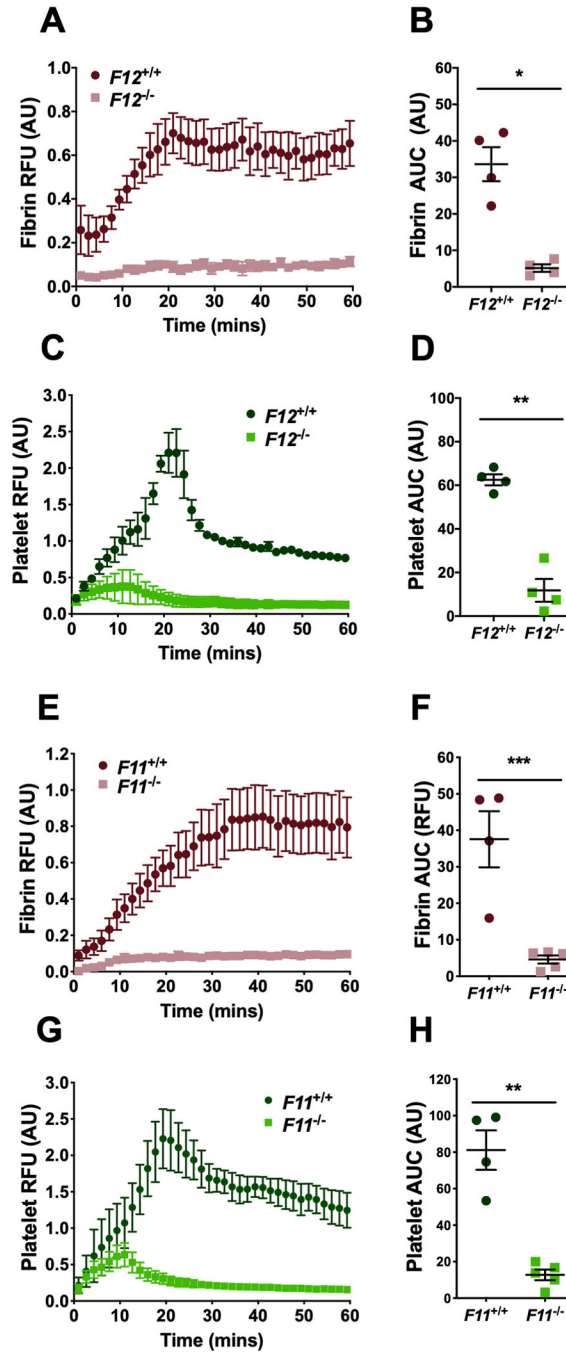 A
B
F12+/+
F12-/-
Fibrin RFU (AU)
1.0
0.8
0.6
0.4
0.2
0.0
0 10 20 30 40 50 60
Time (mins)
*
Fibrin AUC (AU)
60
50
40
30
20
10
0
F12+/+ F12-/-
C
D
F12+/+
F12-/-
Platelet RFU (AU)
3.0
2.5
2.0
1.5
1.0
0.5
0.0
0 10 20 30 40 50 60
Time (mins)
**
Platelet AUC (AU)
100
80
60
40
20
0
F12+/+ F12-/-
E
F
F11+/+
F11-/-
Fibrin RFU (AU)
1.2
1.0
0.8
0.6
0.4
0.2
0.0
0 10 20 30 40 50 60
Time (mins)
***
Fibrin AUC (RFU)
60
50
40
30
20
10
0
F11+/+ F11-/-
G
H
F11+/+
F11-/-
Platelet RFU (AU)
3.0
2.5
2.0
1.5
1.0
0.5
0.0
0 10 20 30 40 50 60
Time (mins)
**
Platelet AUC (AU)
120
100
80
60
40
20
0
F11+/+ F11-/-